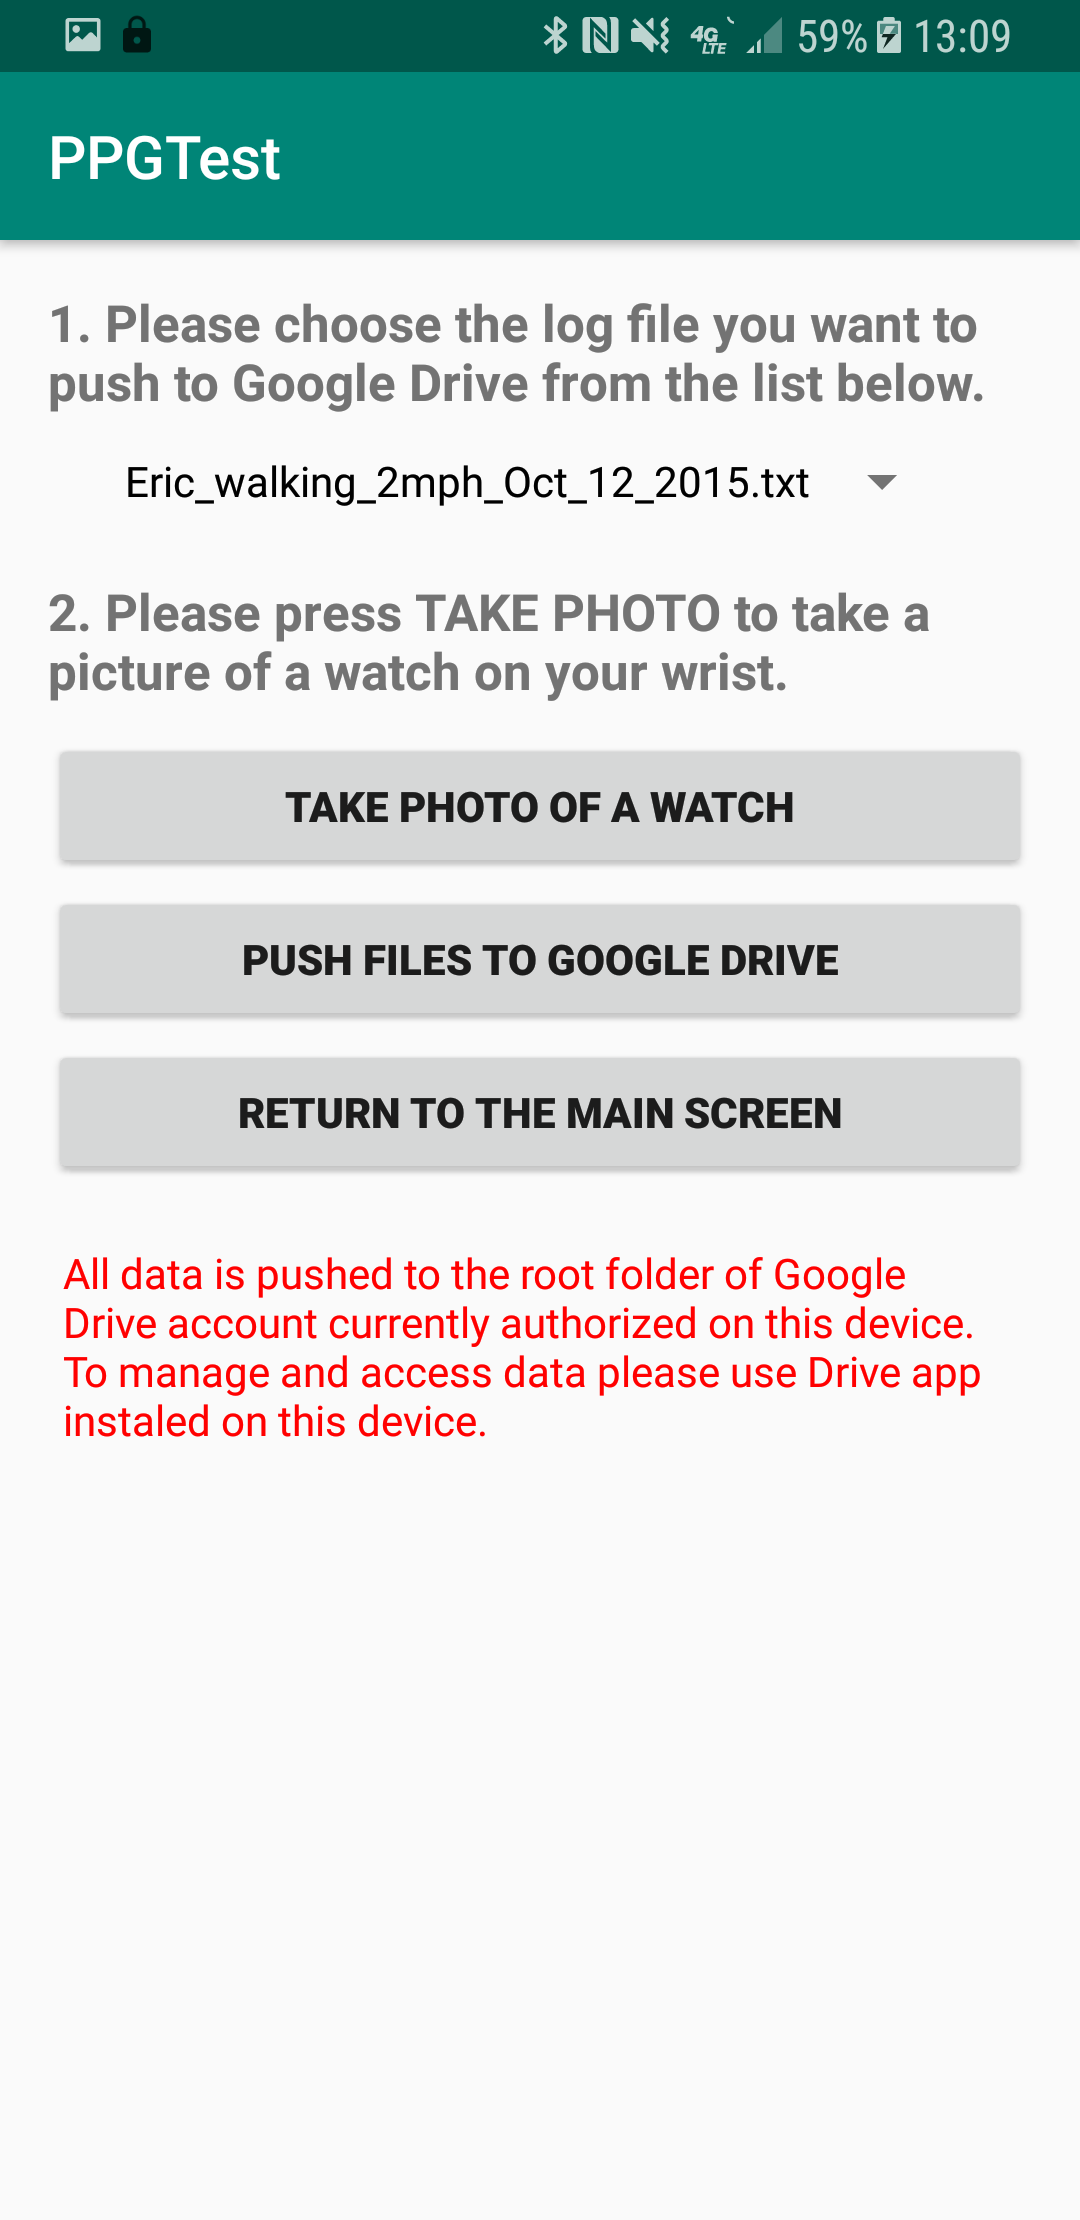 4G LTE 59% 13:09
PPGTest
1. Please choose the log file you want to
push to Google Drive from the list below.
Eric_walking_2mph_Oct_12_2015.txt
2. Please press TAKE PHOTO to take a
picture of a watch on your wrist.
TAKE PHOTO OF A WATCH
PUSH FILES TO GOOGLE DRIVE
RETURN TO THE MAIN SCREEN
All data is pushed to the root folder of Google
Drive account currently authorized on this device.
To manage and access data please use Drive app
instaled on this device.